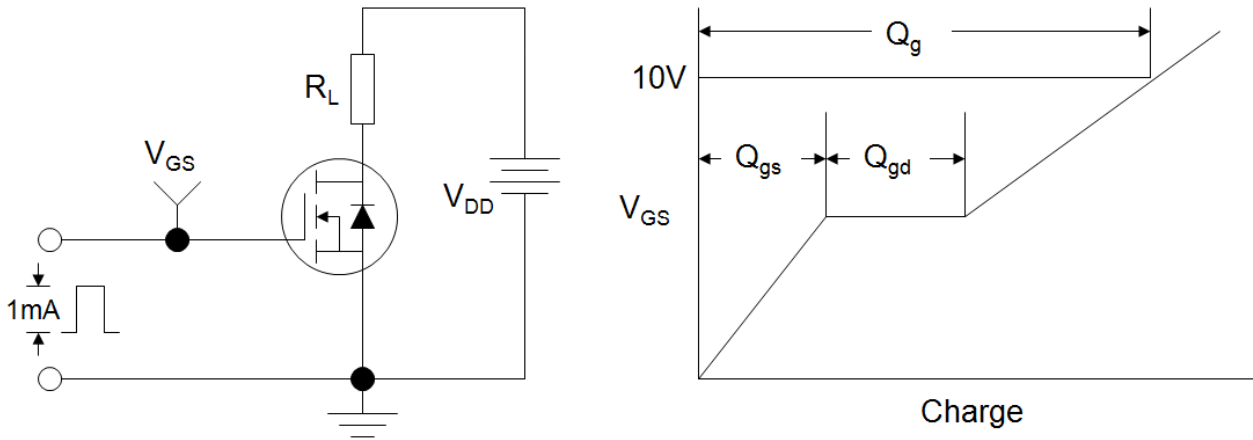 R_L
V_GS
V_DD
1mA
Q_g
10V
Q_gs
Q_gd
V_GS
Charge